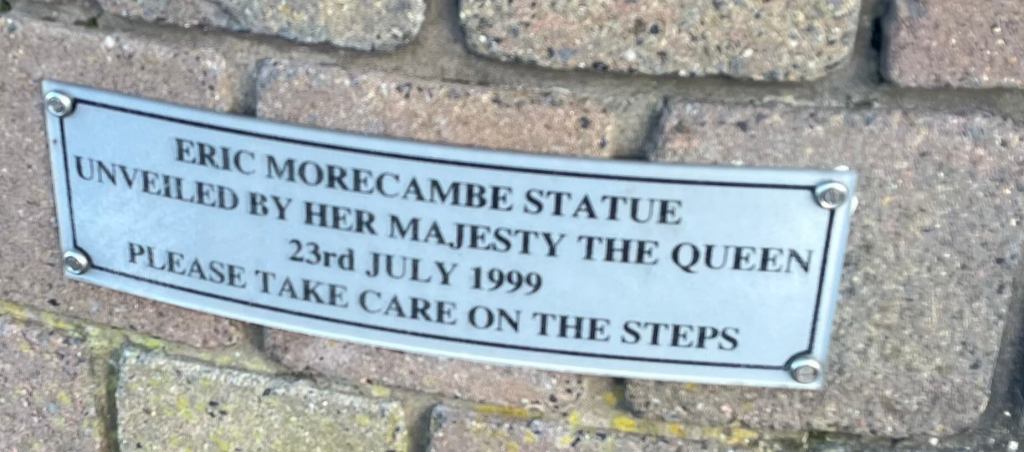 ERIC MORECAMBE STATUE
UNVEILED BY HER MAJESTY THE QUEEN
23rd JULY 1999
PLEASE TAKE CARE ON THE STEPS